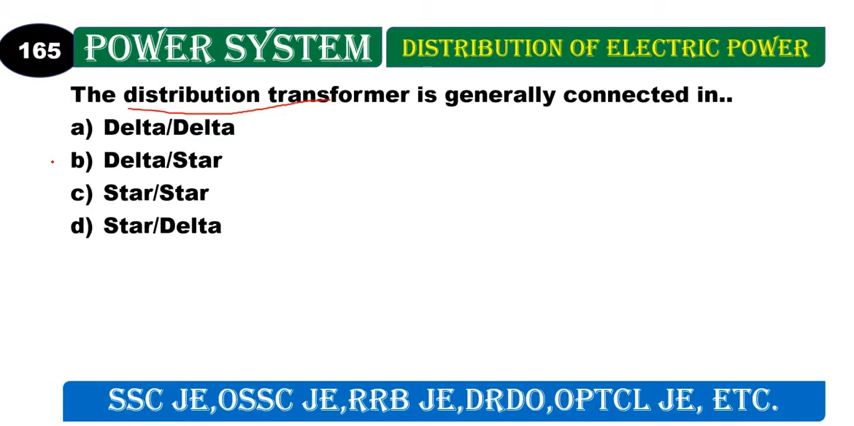 165 POWER SYSTEM DISTRIBUTION OF ELECTRIC POWER
The distribution transformer is generally connected in..
a) Delta/Delta
b) Delta/Star
c) Star/Star
d) Star/Delta
SSC JE,OSSC JE,RRB JE,DRDO,OPTCL JE, ETC.